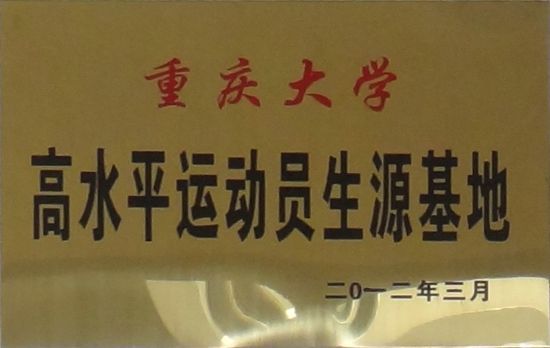 重庆大学
高水平运动员生源基地
二0一二年三月